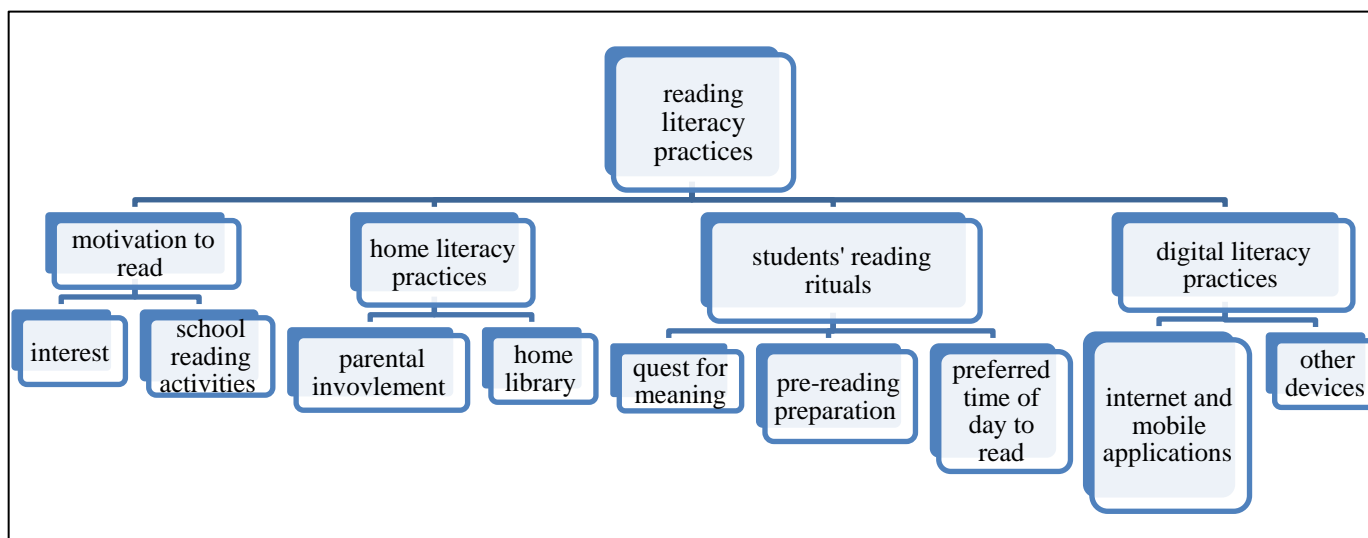 reading
literacy
practices
motivation to
read
home literacy
practices
students' reading
rituals
digital literacy
practices
interest
school
reading
activities
parental
invovlement
home
library
quest for
meaning
pre-reading
preparation
preferred
time of
day to
read
internet and
mobile
applications
other
devices